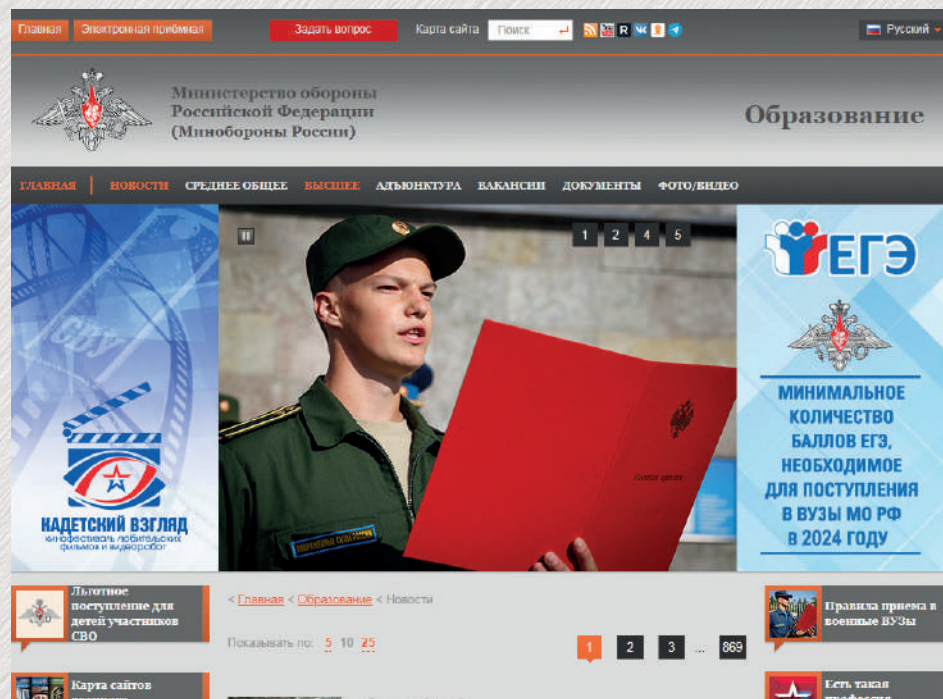 Главная Электронная приёмная Задать вопрос Карта сайта Поиск Русский
Министерство обороны
Российской Федерации
(Минобороны России)
Образование
ГЛАВНАЯ НОВОСТИ СРЕДНЕЕ ОБЩЕЕ ВЫСШЕЕ АДЪЮНКТУРА ВАКАНСИИ ДОКУМЕНТЫ ФОТО/ВИДЕО
1 2 4 5
КАДЕТСКИЙ ВЗГЛЯД
кинофестиваль любительских
фильмов и видеоработ
ЕГЭ
МИНИМАЛЬНОЕ
КОЛИЧЕСТВО
БАЛЛОВ ЕГЭ,
НЕОБХОДИМОЕ
ДЛЯ ПОСТУПЛЕНИЯ
В ВУЗЫ МО РФ
в 2024 ГОДУ
Льготное
поступление для
детей участников
СВО
Карта сайтов
< Главная < Образование < Новости
Показывать по: 5 10 25
1 2 3 ... 869
Правила приема в
военные ВУЗы
Есть такая